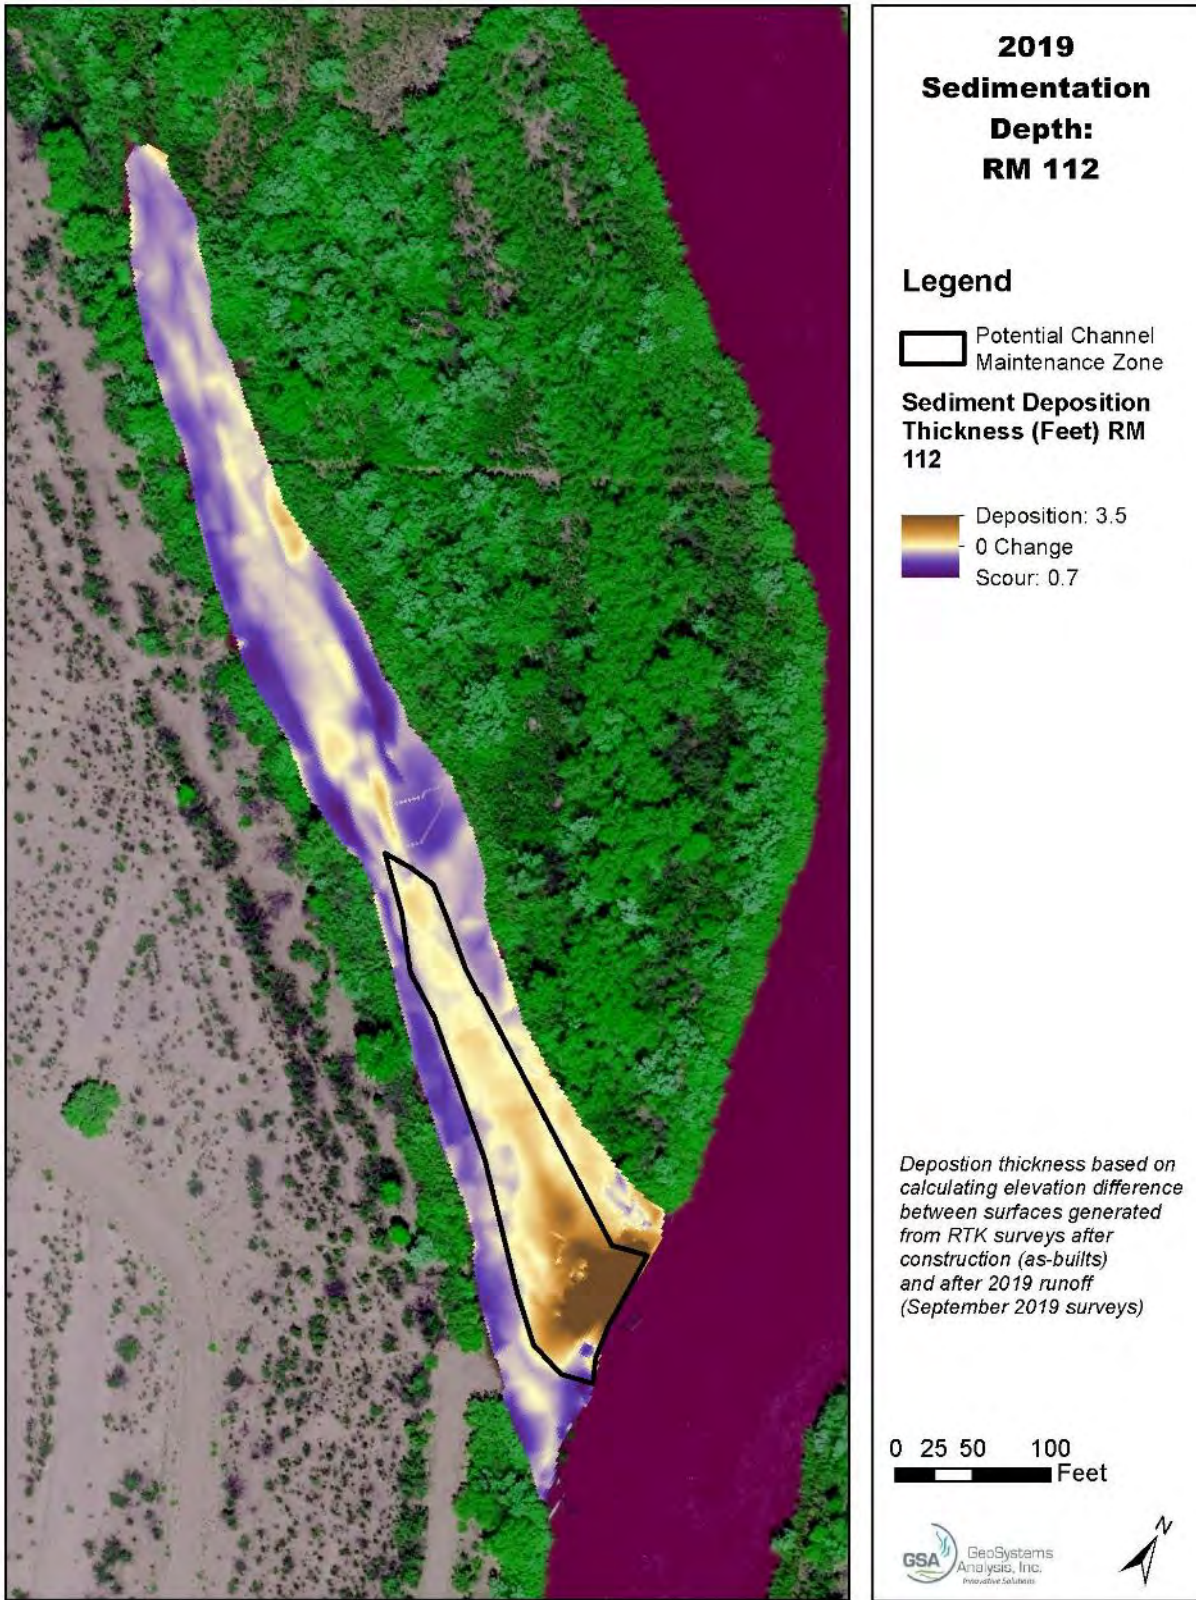 2019
Sedimentation
Depth:
RM 112
Legend
Potential Channel
Maintenance Zone
Sediment Deposition
Thickness (Feet) RM
112
Deposition: 3.5
0 Change
Scour: 0.7
Depostion thickness based on
calculating elevation difference
between surfaces generated
from RTK surveys after
construction (as-builts)
and after 2019 runoff
(September 2019 surveys)
0 25 50 100
Feet
GSA GeoSystems
Analysis, Inc.
Innovative Solutions
N